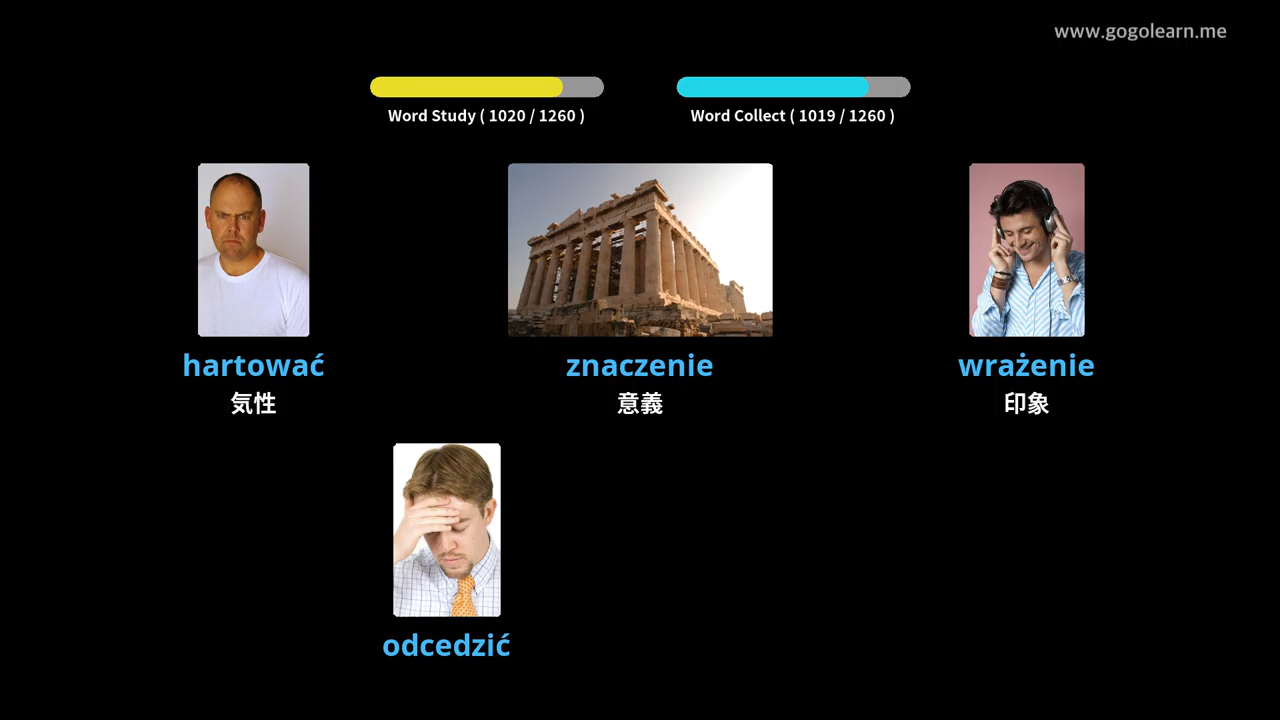 www.gogolearn.me
Word Study ( 1020 / 1260 )
Word Collect ( 1019 / 1260 )
hartować
znaczenie
wrażenie
気性
意義
印象
odcedzić